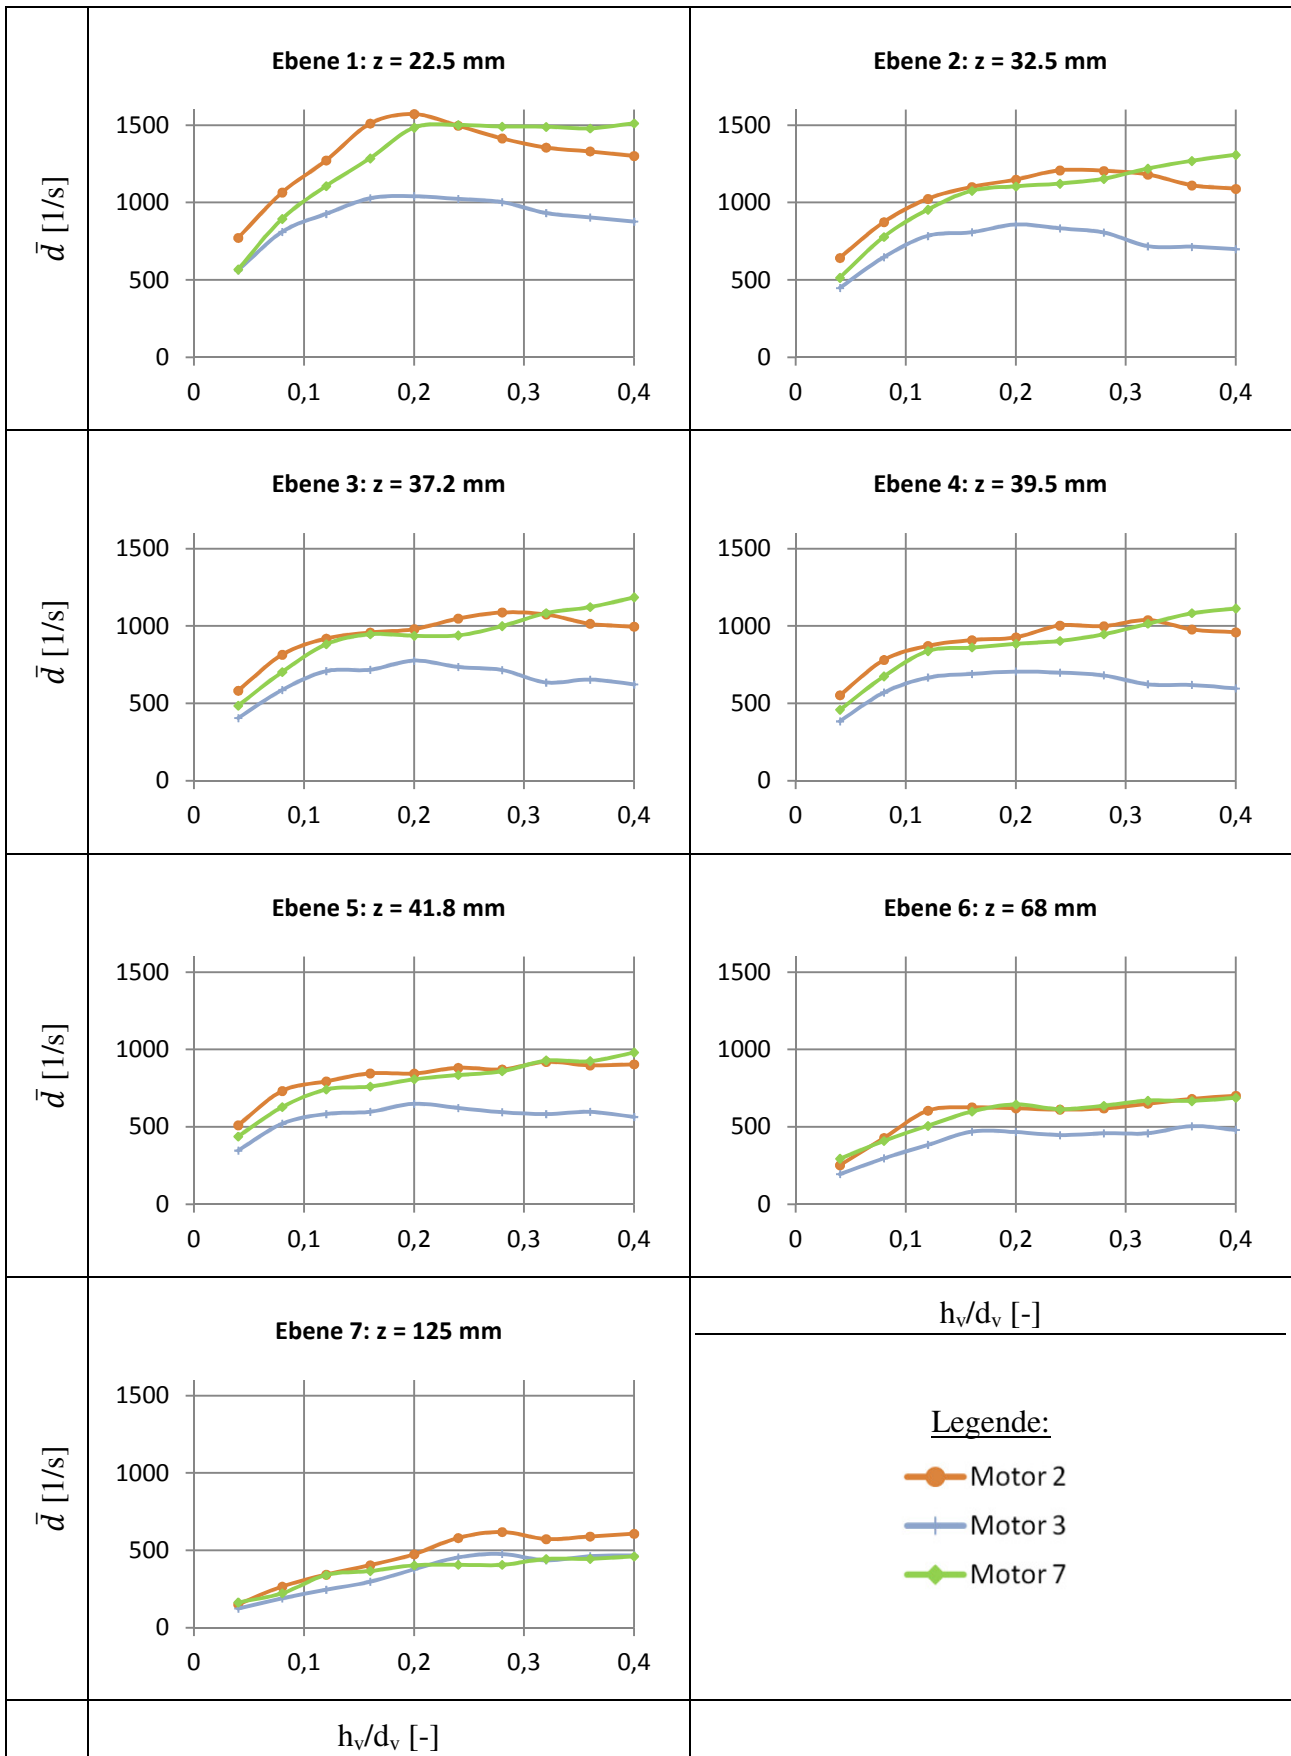 Ebene 1: z = 22.5 mm
d̄ [1/s]
1500
1000
500
0
0 0,1 0,2 0,3 0,4
Ebene 2: z = 32.5 mm
1500
1000
500
0
0 0,1 0,2 0,3 0,4
Ebene 3: z = 37.2 mm
d̄ [1/s]
1500
1000
500
0
0 0,1 0,2 0,3 0,4
Ebene 4: z = 39.5 mm
1500
1000
500
0
0 0,1 0,2 0,3 0,4
Ebene 5: z = 41.8 mm
d̄ [1/s]
1500
1000
500
0
0 0,1 0,2 0,3 0,4
Ebene 6: z = 68 mm
1500
1000
500
0
0 0,1 0,2 0,3 0,4
Ebene 7: z = 125 mm
d̄ [1/s]
1500
1000
500
0
0 0,1 0,2 0,3 0,4
hᵥ/dᵥ [-]
Legende:
Motor 2
Motor 3
Motor 7
hᵥ/dᵥ [-]